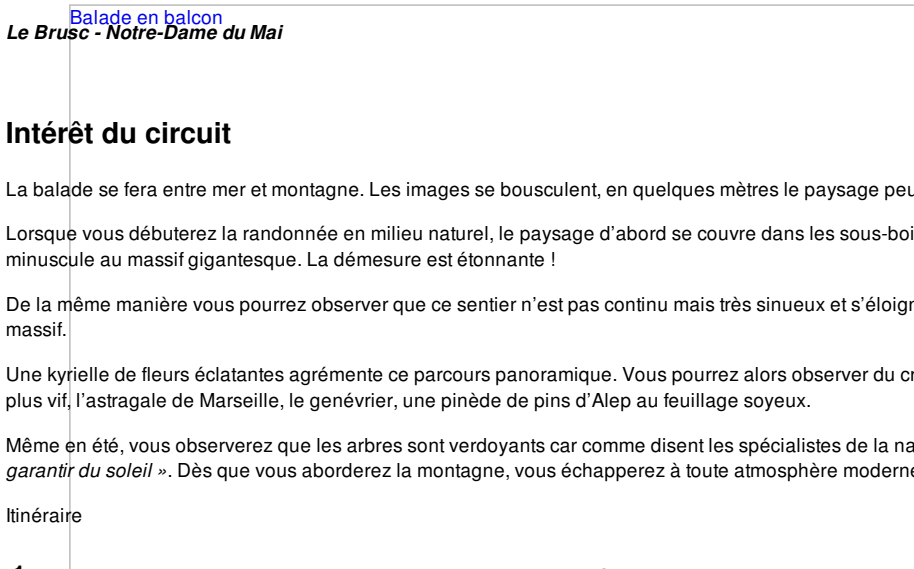 Balade en balcon
Le Brusc - Notre-Dame du Mai
Intérêt du circuit
La balade se fera entre mer et montagne. Les images se bousculent, en quelques mètres le paysage peu
Lorsque vous débuterez la randonnée en milieu naturel, le paysage d’abord se couvre dans les sous-boi
minuscule au massif gigantesque. La démesure est étonnante !
De la même manière vous pourrez observer que ce sentier n’est pas continu mais très sinueux et s’éloign
massif.
Une kyrielle de fleurs éclatantes agrémente ce parcours panoramique. Vous pourrez alors observer du cr
plus vif, l’astragale de Marseille, le genévrier, une pinède de pins d’Alep au feuillage soyeux.
Même en été, vous observerez que les arbres sont verdoyants car comme disent les spécialistes de la na
garantir du soleil ». Dès que vous aborderez la montagne, vous échapperez à toute atmosphère moderne
Itinéraire